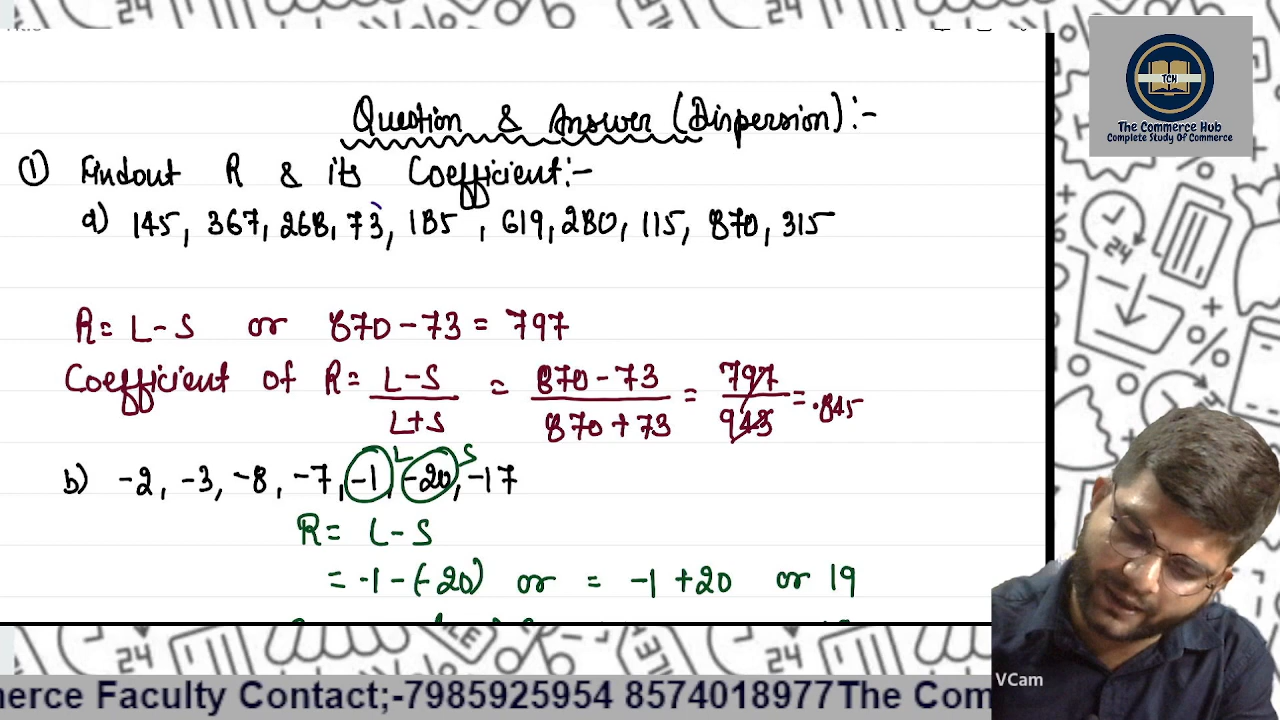 Question & Answer (Dispersion):-
① Findout R & its Coefficient:-
a) 145, 367, 268, 73, 185, 619, 280, 115, 870, 315
R = L - S or 870 - 73 = 797
Coefficient of R = L-S / L+S = 870-73 / 870+73 = 797 / 943 = .845
b) -2, -3, -8, -7, -1, -20, -17
L S
R = L - S
= -1 - (-20) or = -1 + 20 or 19
TCH
The Commerce Hub
Complete Study Of Commerce
VCam
merce Faculty Contact;-7985925954 8574018977The Com